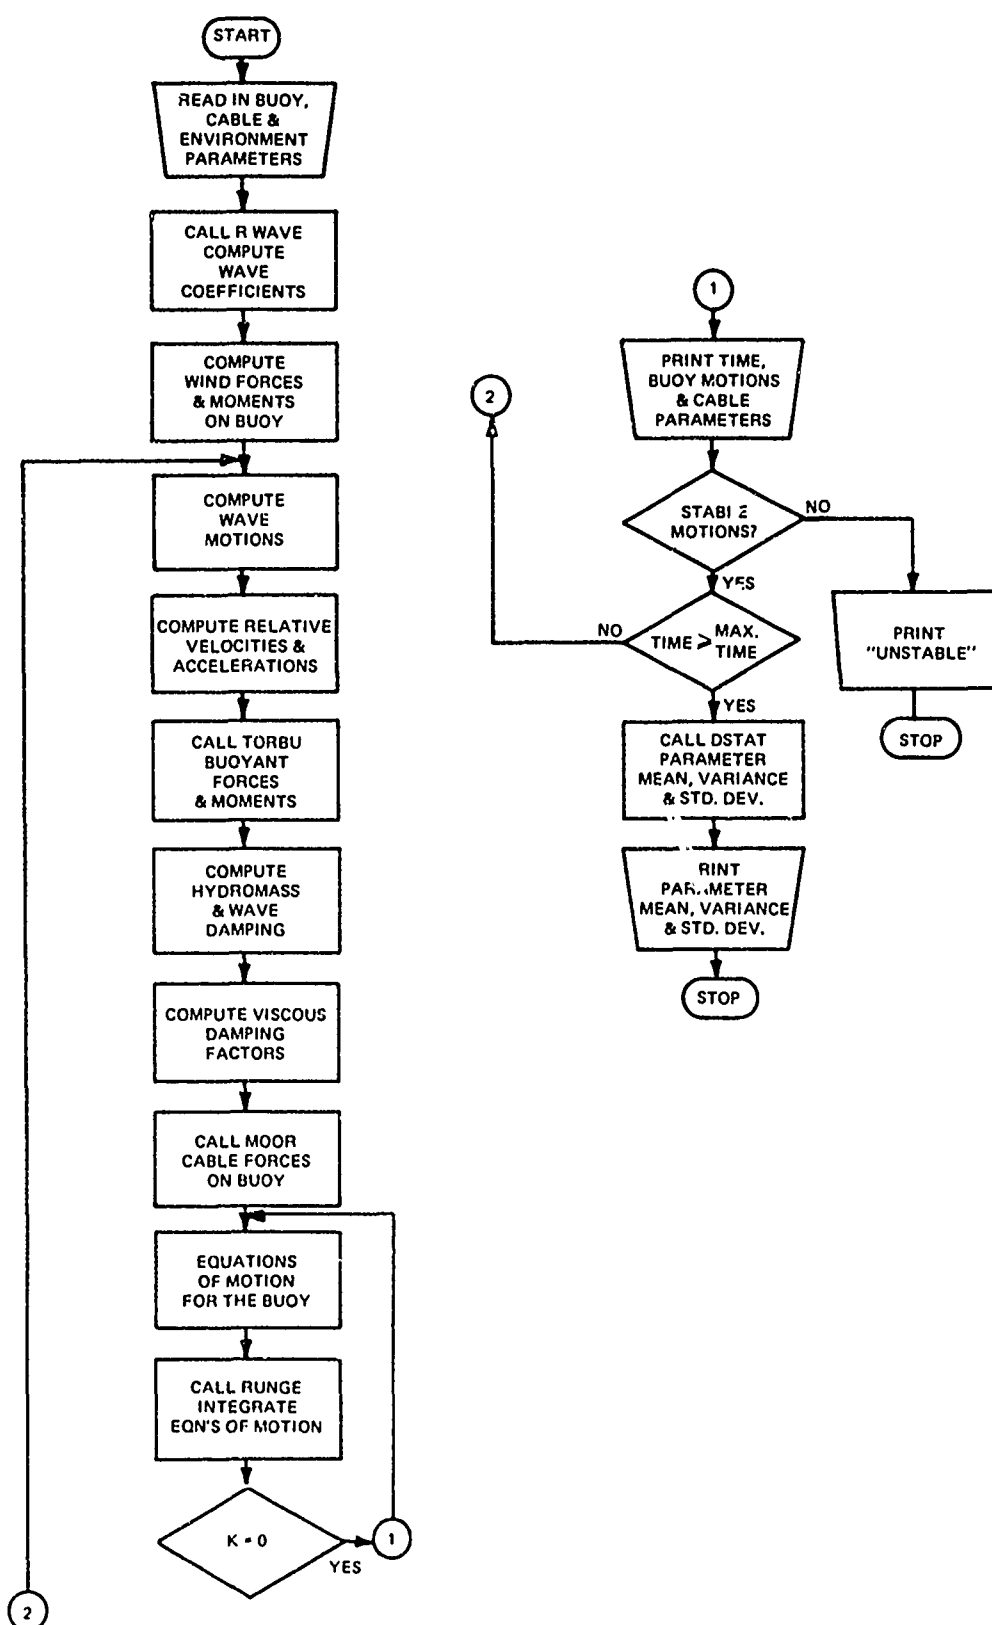 START
READ IN BUOY,
CABLE &
ENVIRONMENT
PARAMETERS
CALL R WAVE
COMPUTE
WAVE
COEFFICIENTS
COMPUTE
WIND FORCES
& MOMENTS
ON BUOY
COMPUTE
WAVE
MOTIONS
COMPUTE RELATIVE
VELOCITIES &
ACCELERATIONS
CALL TORBU
BUOYANT
FORCES
& MOMENTS
COMPUTE
HYDROMASS
& WAVE
DAMPING
COMPUTE VISCOUS
DAMPING
FACTORS
CALL MOOR
CABLE FORCES
ON BUOY
EQUATIONS
OF MOTION
FOR THE BUOY
CALL RUNGE
INTEGRATE
EQN'S OF MOTION
K = 0
YES
1
2
1
PRINT TIME,
BUOY MOTIONS
& CABLE
PARAMETERS
2
MOTIONS?
NO
YES
PRINT
"UNSTABLE"
STOP
TIME ≥ MAX.
TIME
NO
YES
CALL DSTAT
PARAMETER
MEAN, VARIANCE
& STD. DEV.
RINT
MEAN, VARIANCE
& STD. DEV.
STOP